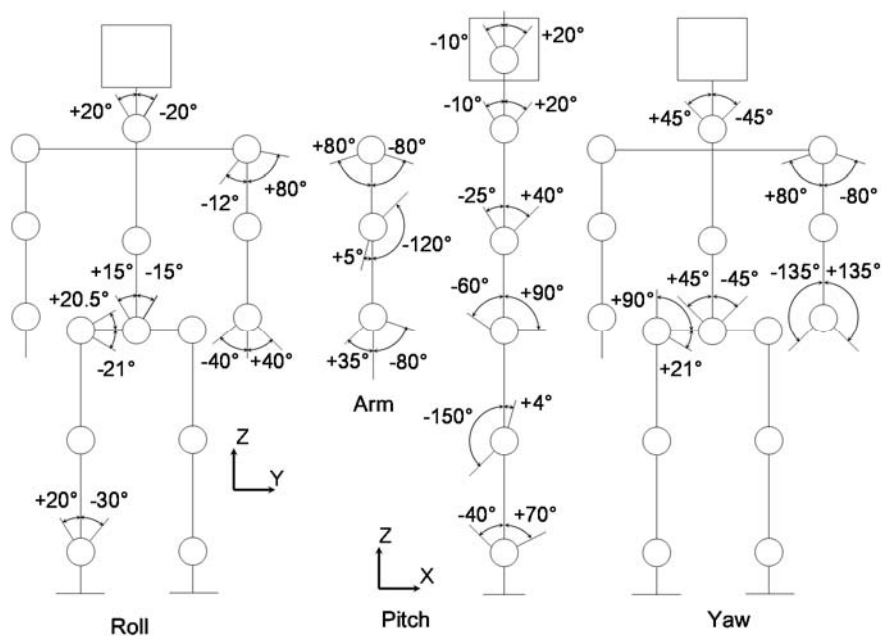 +20° -20°
-12° +80°
+15° -15°
+20.5°
-21°
-40° +40°
+20° -30°
Z
Y
Roll
+80° -80°
+5° -120°
+35° -80°
Arm
-10° +20°
-10° +20°
-25° +40°
-60° +90°
-150° +4°
-40° +70°
Z
X
Pitch
+45° -45°
+80° -80°
+45° -45°
-135° +135°
+90°
+21°
Yaw